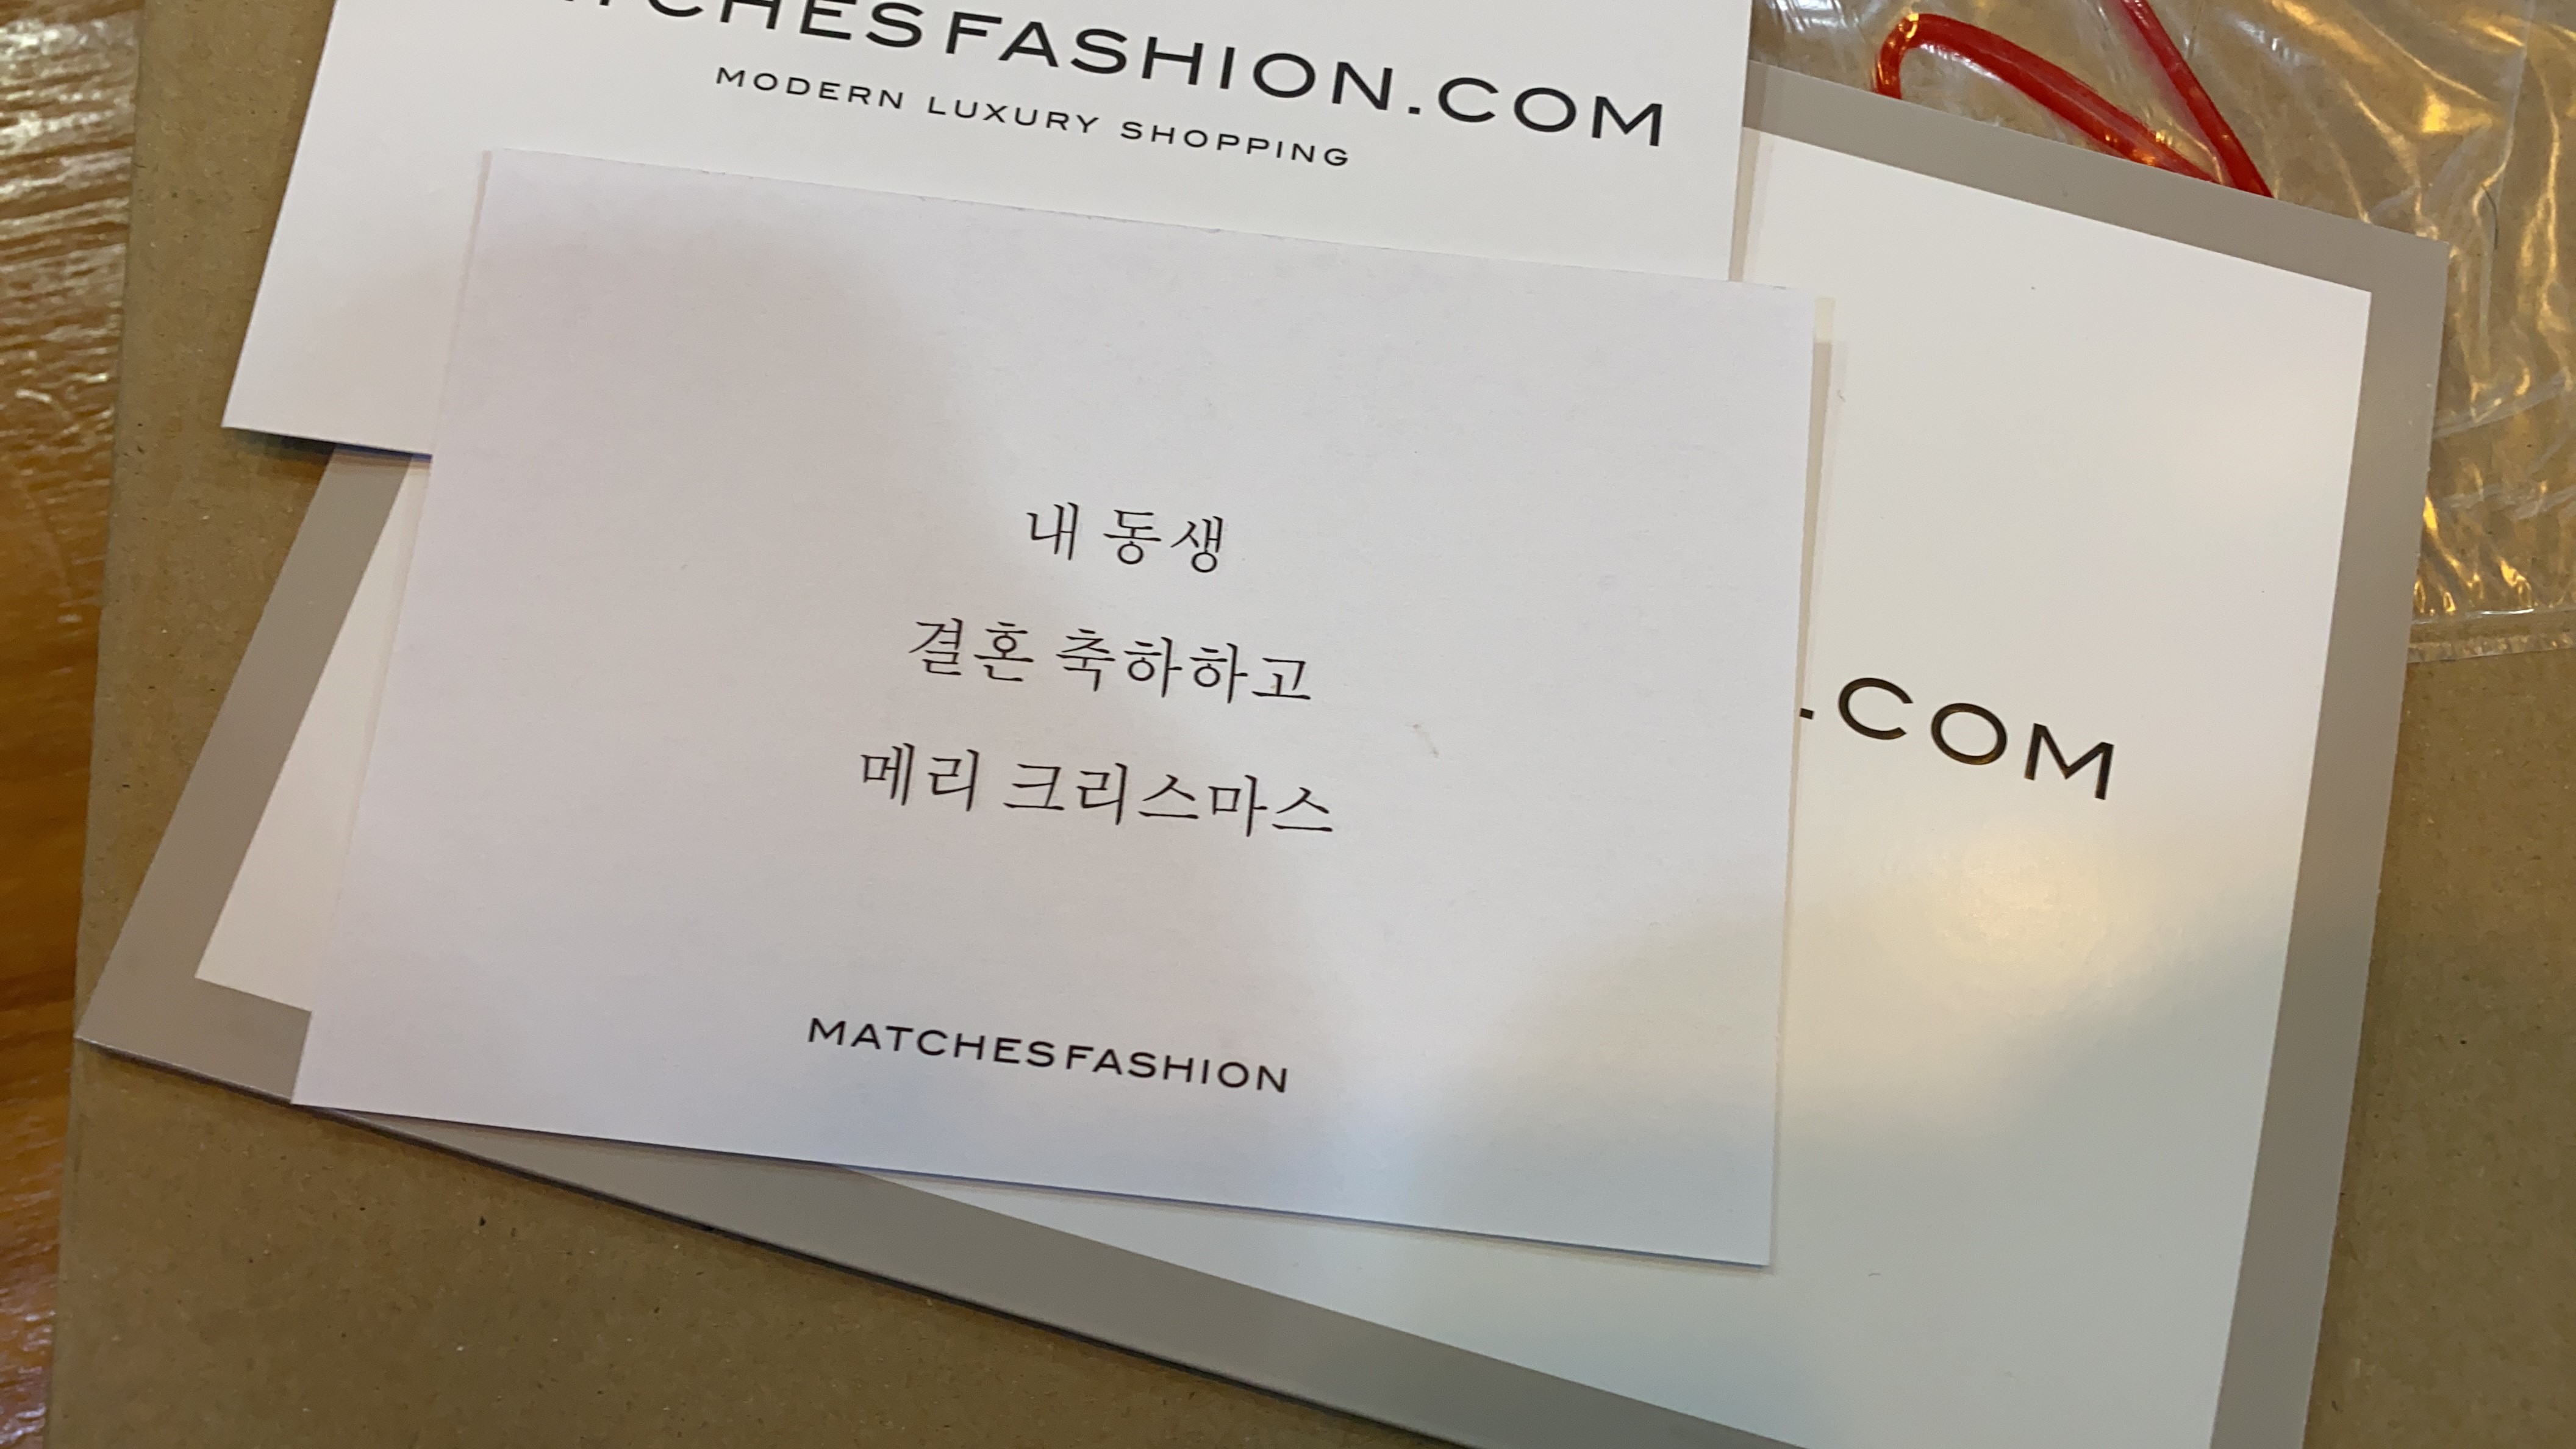 FASHION.COM
MODERN LUXURY SHOPPING
내 동생
결혼 축하하고
메리 크리스마스
MATCHESFASHION
.COM